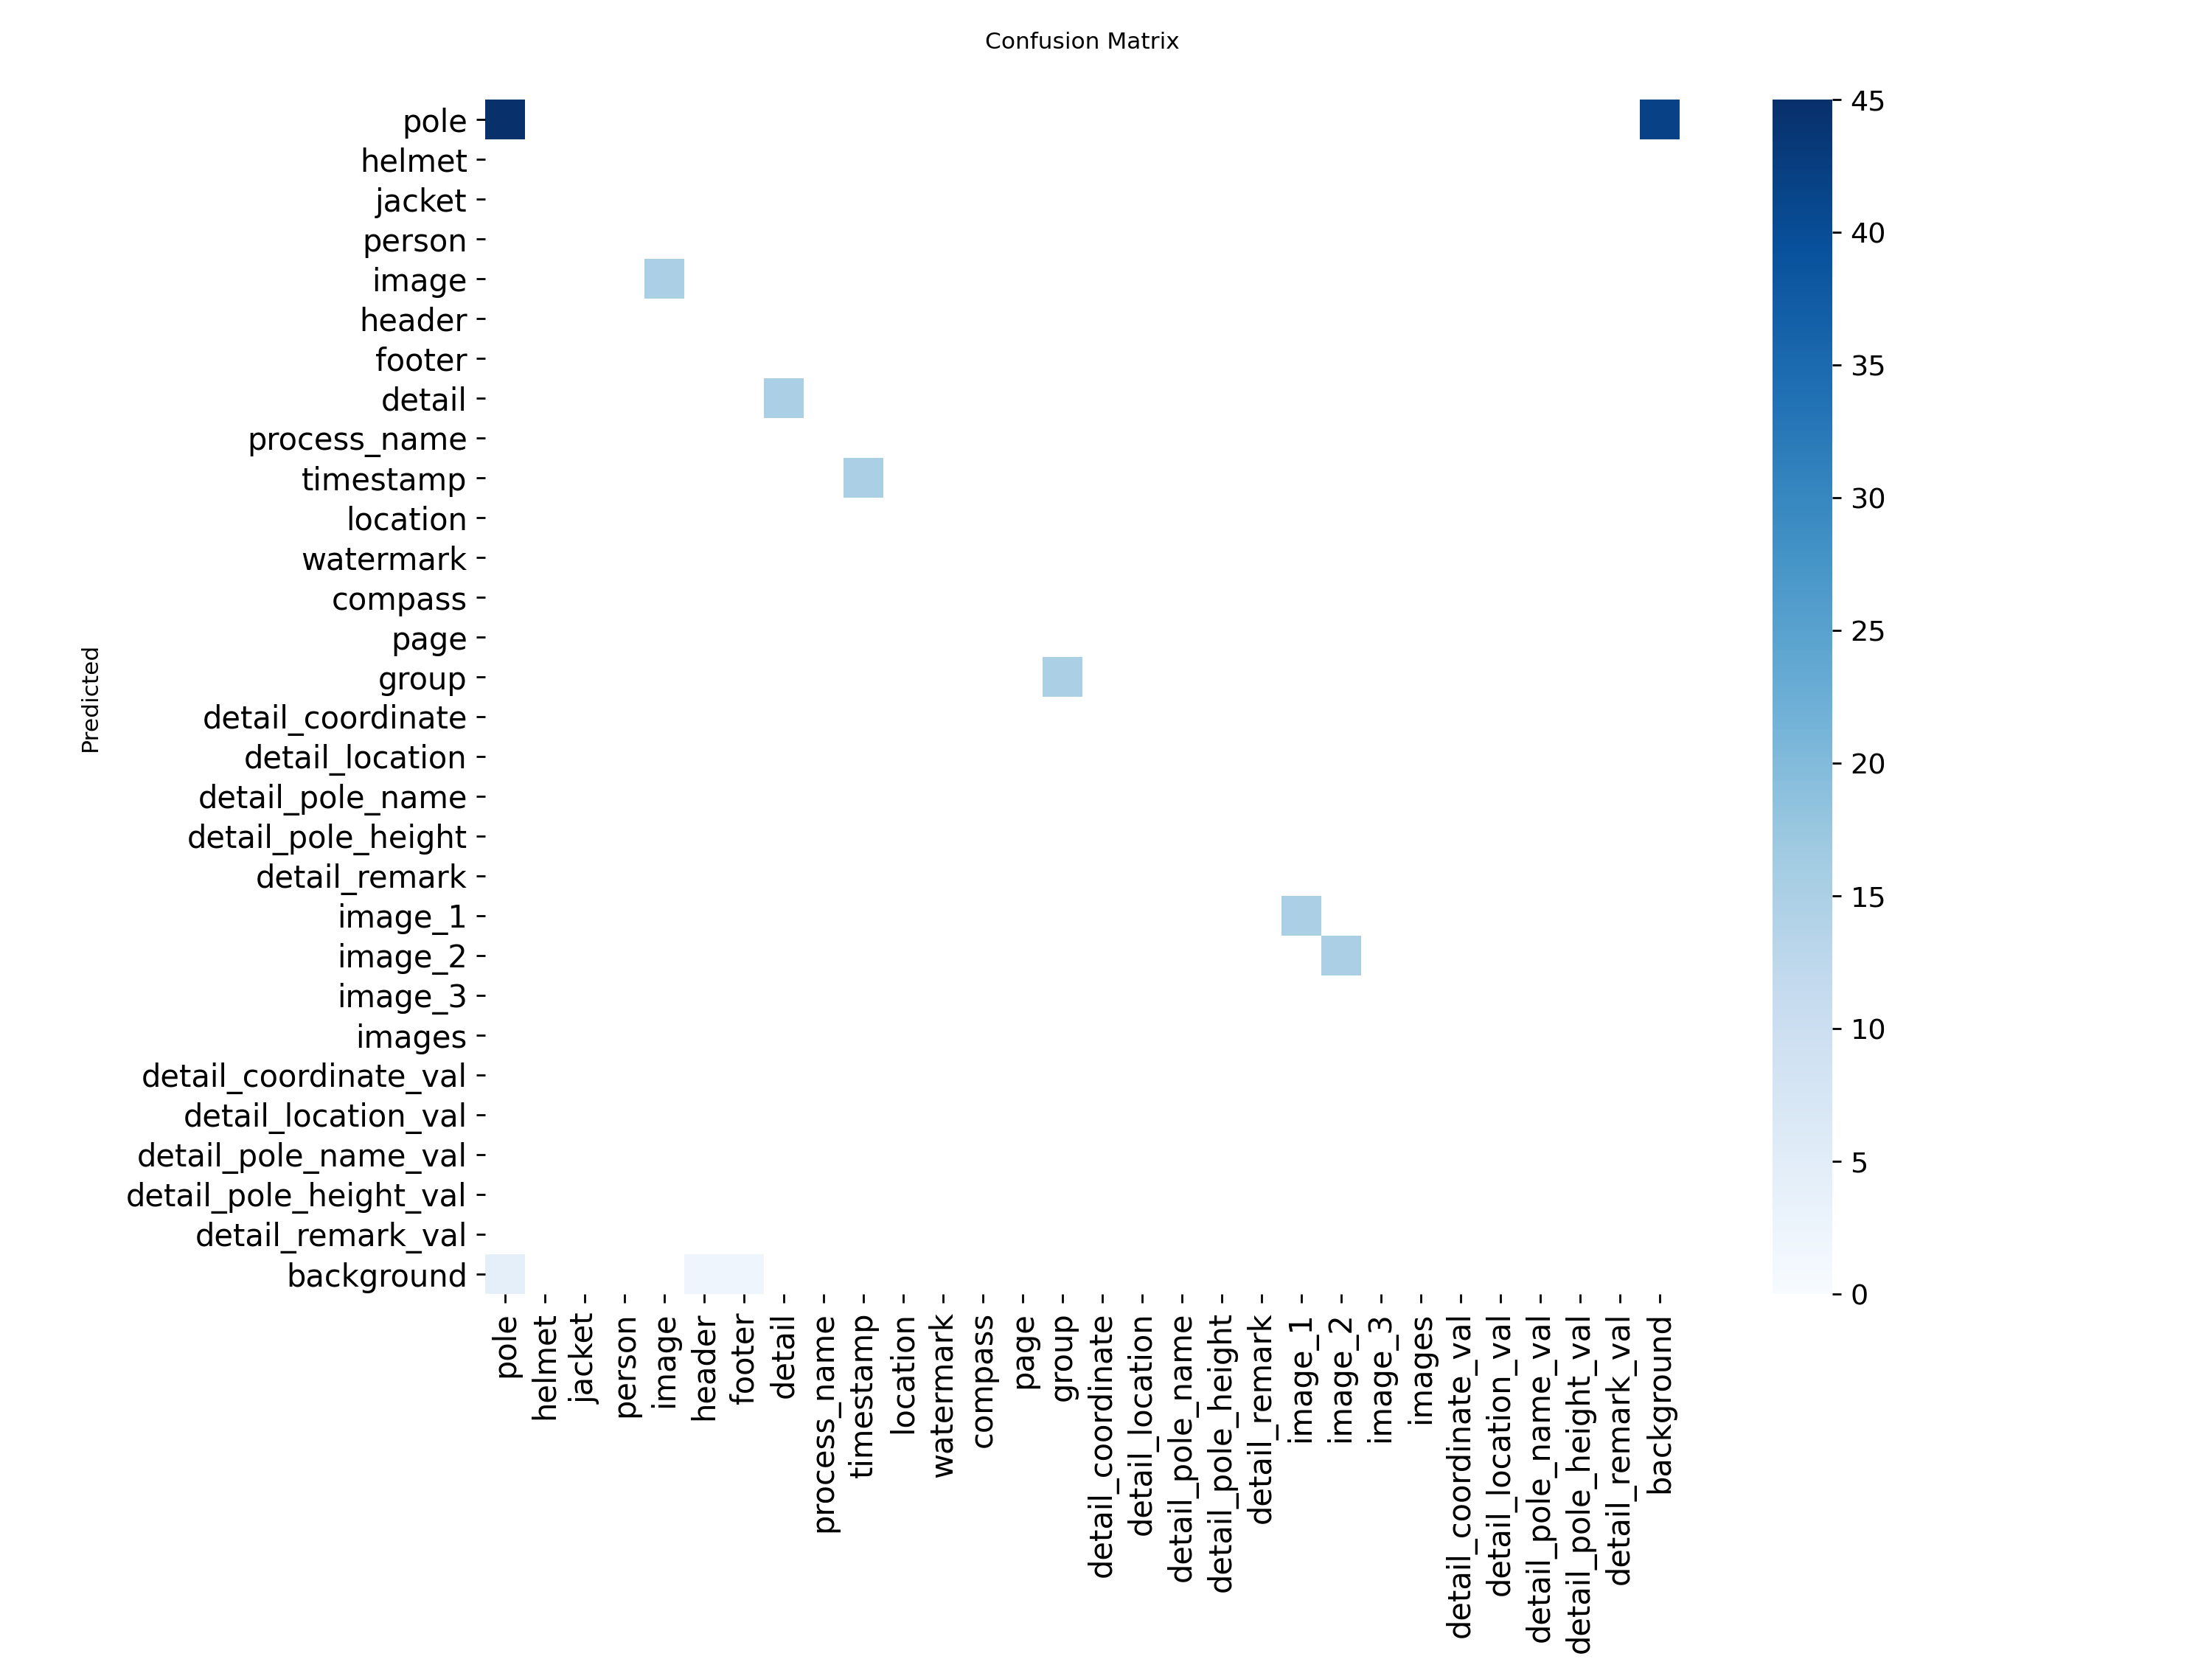 Confusion Matrix
Predicted
pole
helmet
jacket
person
image
header
footer
detail
process_name
timestamp
location
watermark
compass
page
group
detail_coordinate
detail_location
detail_pole_name
detail_pole_height
detail_remark
image_1
image_2
image_3
images
detail_coordinate_val
detail_location_val
detail_pole_name_val
detail_pole_height_val
detail_remark_val
background
pole
helmet
jacket
person
image
header
footer
detail
process_name
timestamp
location
watermark
compass
page
group
detail_coordinate
detail_location
detail_pole_name
detail_pole_height
detail_remark
image_1
image_2
image_3
images
detail_coordinate_val
detail_location_val
detail_pole_name_val
detail_pole_height_val
detail_remark_val
background
45
40
35
30
25
20
15
10
5
0